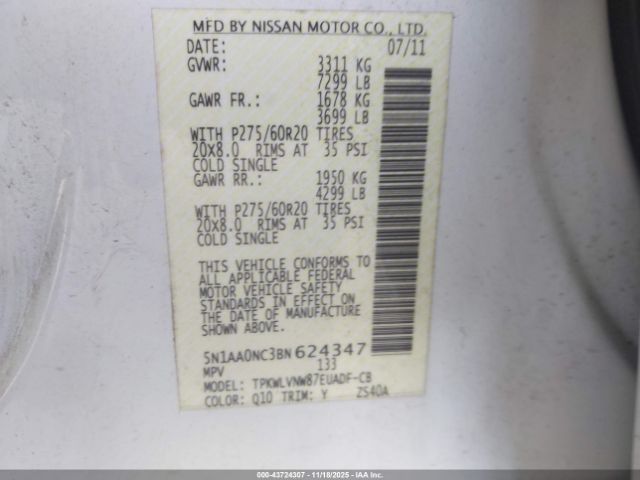 MFD BY NISSAN MOTOR CO., LTD.
DATE: 07/11
GVWR: 3311 KG
7299 LB
GAWR FR.: 1678 KG
3699 LB
WITH P275/60R20 TIRES
20x8.0 RIMS AT 35 PSI
COLD SINGLE
GAWR RR.: 1950 KG
4299 LB
WITH P275/60R20 TIRES
20x8.0 RIMS AT 35 PSI
COLD SINGLE
THIS VEHICLE CONFORMS TO
ALL APPLICABLE FEDERAL
MOTOR VEHICLE SAFETY
STANDARDS IN EFFECT ON
THE DATE OF MANUFACTURE
SHOWN ABOVE.
5N1AA0NC3BN624347
MPV 133
MODEL: TPKWLVNW87EUADF-CB
COLOR: Q10 TRIM: Y ZS40A
000-43724307 - 11/18/2025 - IAA Inc.